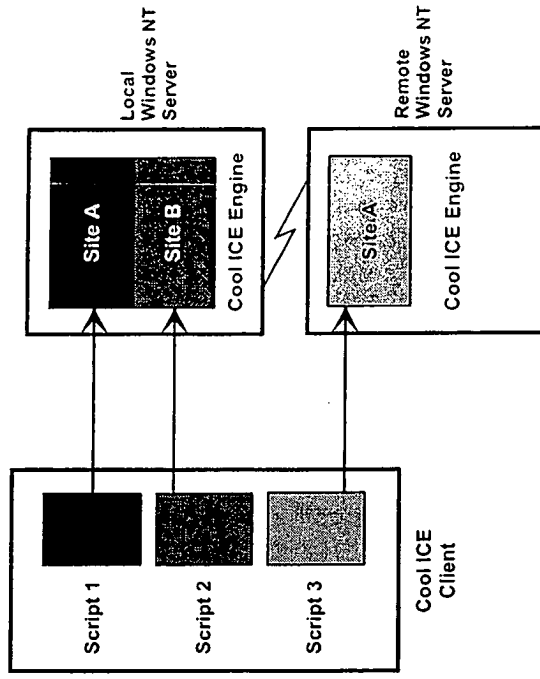 Script 1
Script 2
Script 3
Cool ICE
Client
Site A
Site B
Cool ICE Engine
Local
Windows NT
Server
Site A
Cool ICE Engine
Remote
Windows NT
Server